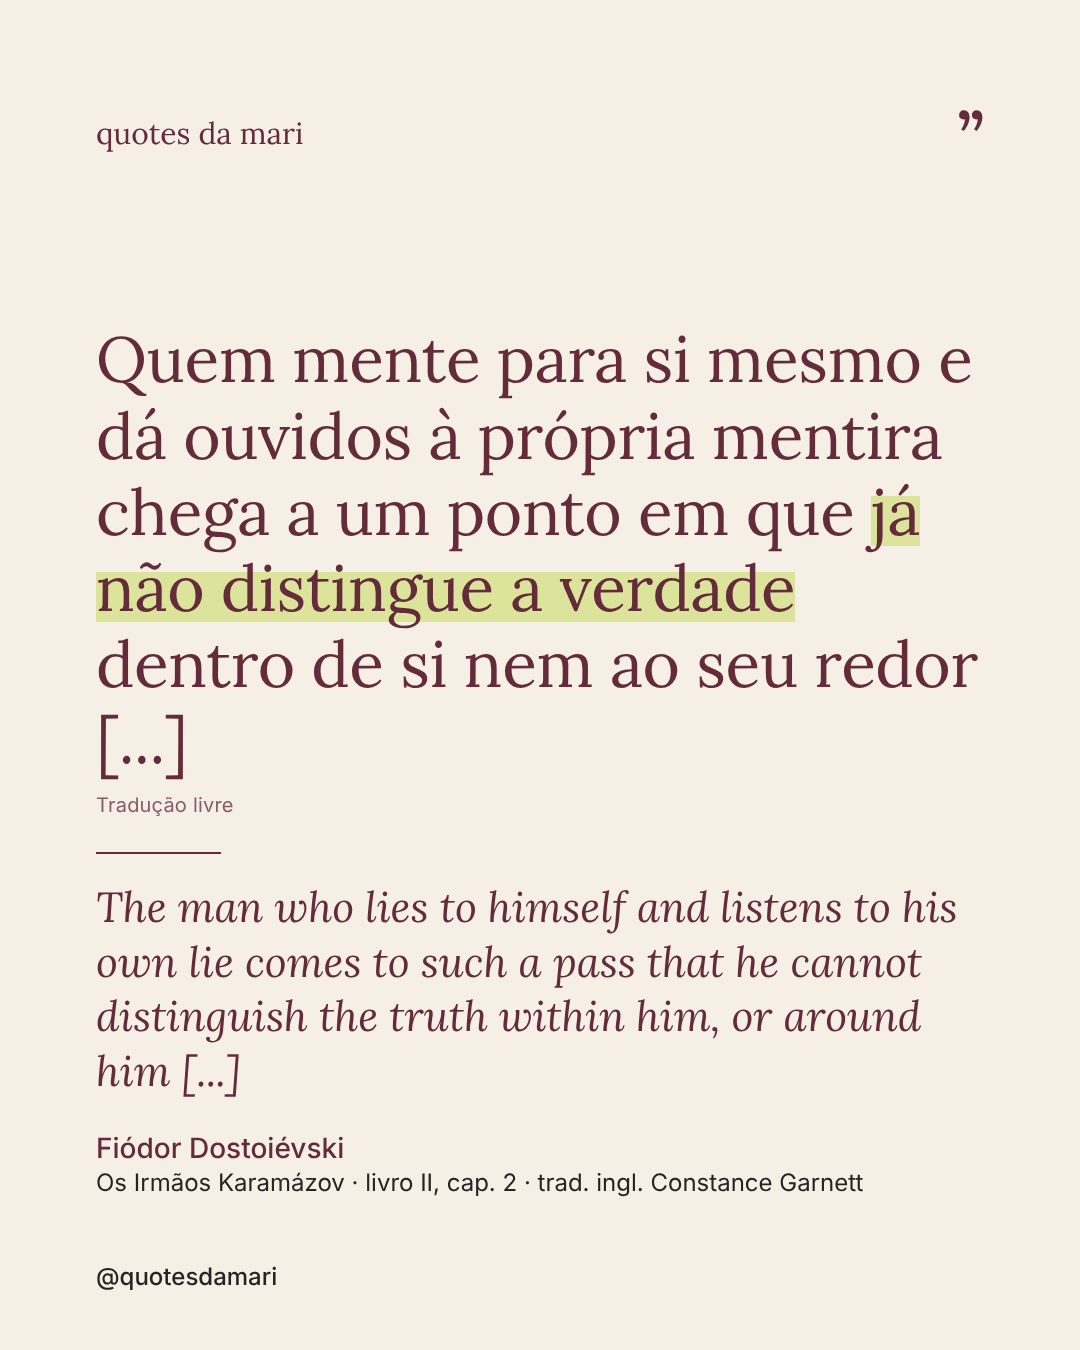 quotes da mari
”
Quem mente para si mesmo e
dá ouvidos à própria mentira
chega a um ponto em que já
não distingue a verdade
dentro de si nem ao seu redor
[...]
Tradução livre
The man who lies to himself and listens to his
own lie comes to such a pass that he cannot
distinguish the truth within him, or around
him [...]
Fiódor Dostoiévski
Os Irmãos Karamázov · livro II, cap. 2 · trad. ingl. Constance Garnett
@quotesdamari